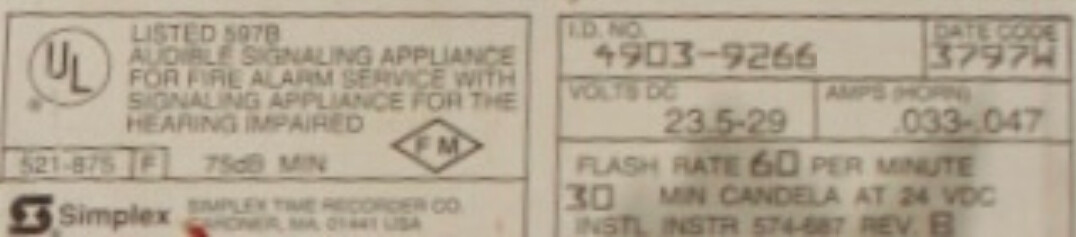 UL
LISTED 597B
AUDIBLE SIGNALING APPLIANCE
FOR FIRE ALARM SERVICE WITH
SIGNALING APPLIANCE FOR THE
HEARING IMPAIRED
FM
521-875 F 75dB MIN
Simplex
SIMPLEX TIME RECORDER CO.
GARDNER, MA. 01441 USA
I.D. NO.
4903-9266
DATE CODE
3797W
VOLTS DC
23.5-29
AMPS (HORN)
.033-.047
FLASH RATE 60 PER MINUTE
30 MIN CANDELA AT 24 VDC
INSTL INSTR 574-687 REV. B